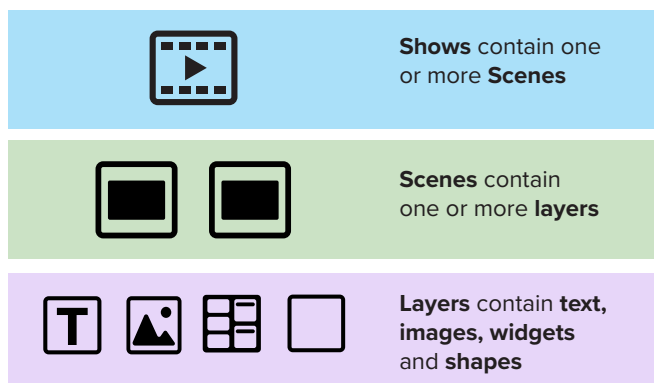 Shows contain one
or more Scenes
Scenes contain
one or more layers
T
Layers contain text,
images, widgets
and shapes